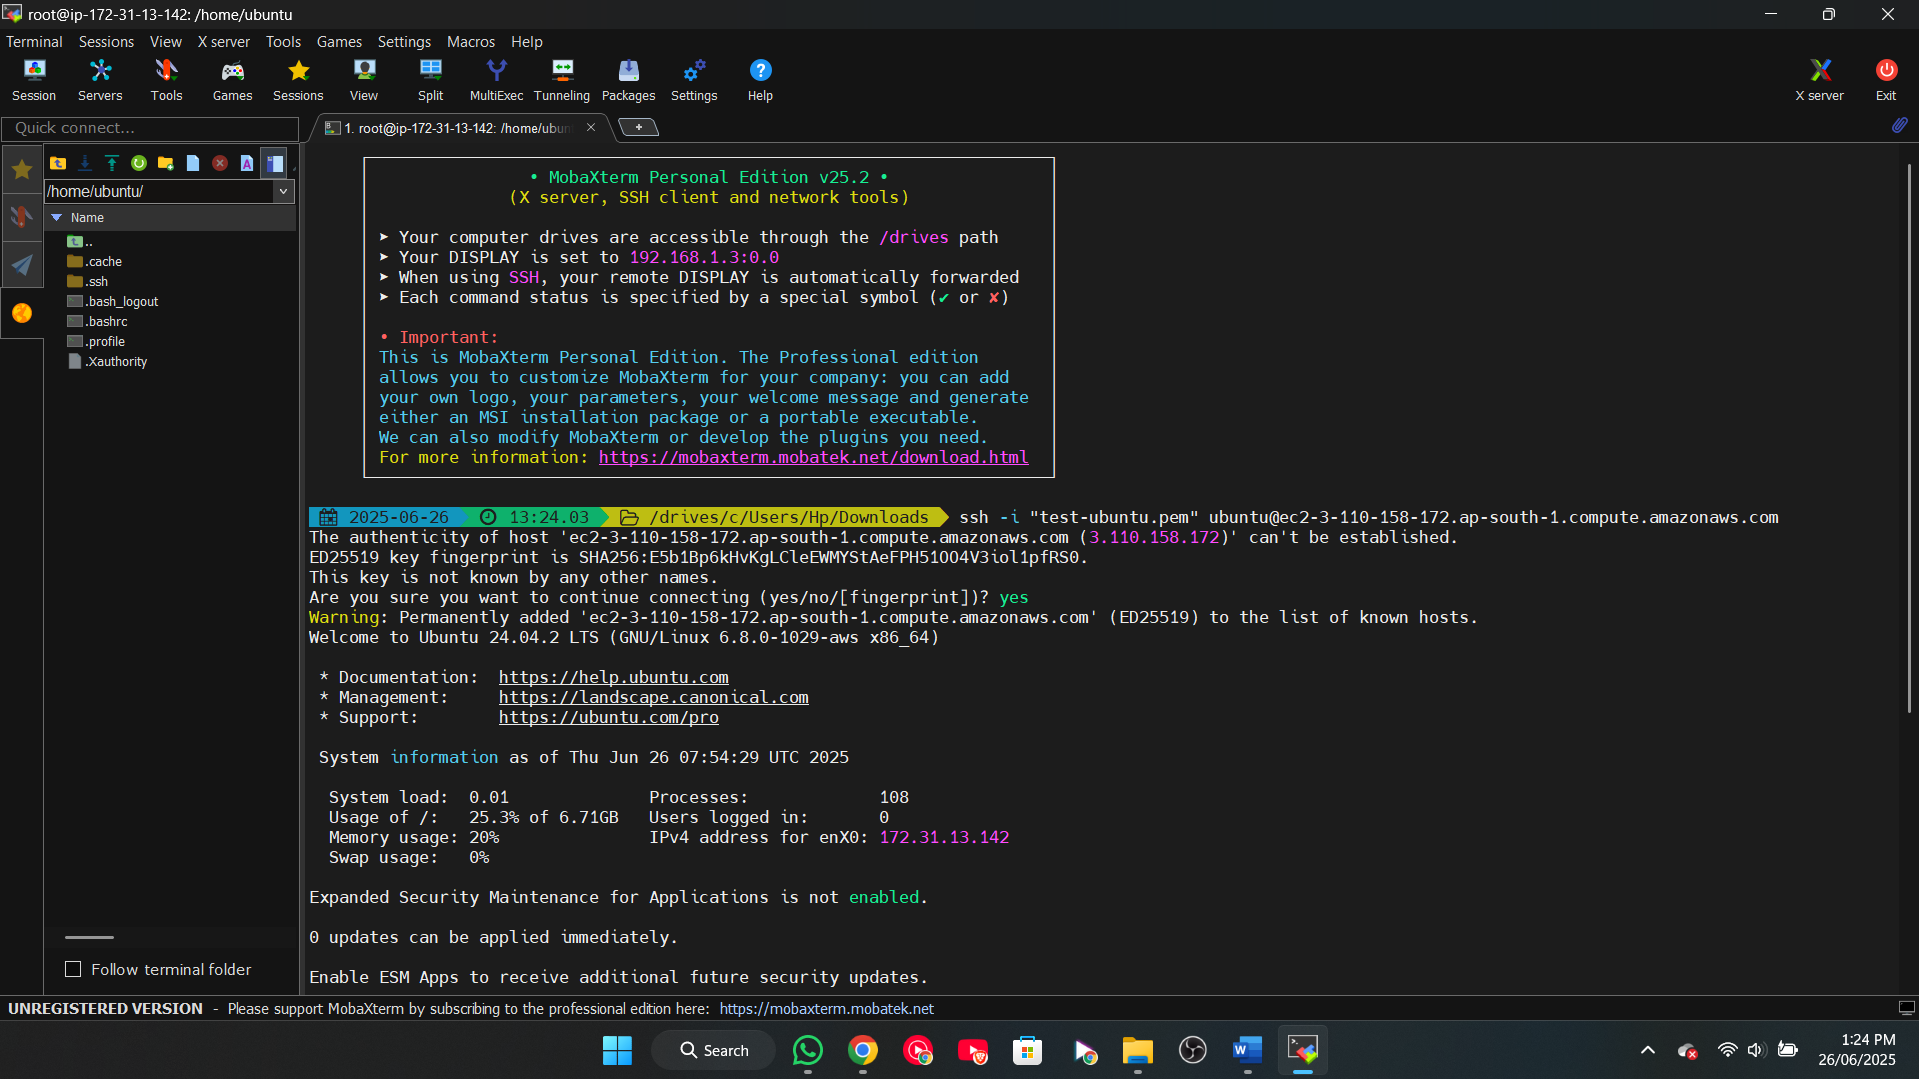 root@ip-172-31-13-142: /home/ubuntu
Terminal Sessions View X server Tools Games Settings Macros Help
Session Servers Tools Games Sessions View Split MultiExec Tunneling Packages Settings Help X server Exit
Quick connect...
1. root@ip-172-31-13-142: /home/ubun
/home/ubuntu/
Name
..
.cache
.ssh
.bash_logout
.bashrc
.profile
.Xauthority
Follow terminal folder
• MobaXterm Personal Edition v25.2 •
(X server, SSH client and network tools)
➤ Your computer drives are accessible through the /drives path
➤ Your DISPLAY is set to 192.168.1.3:0.0
➤ When using SSH, your remote DISPLAY is automatically forwarded
➤ Each command status is specified by a special symbol (✔ or ✘)
• Important:
This is MobaXterm Personal Edition. The Professional edition
allows you to customize MobaXterm for your company: you can add
your own logo, your parameters, your welcome message and generate
either an MSI installation package or a portable executable.
We can also modify MobaXterm or develop the plugins you need.
For more information: https://mobaxterm.mobatek.net/download.html
2025-06-26 13:24.03 /drives/c/Users/Hp/Downloads ssh -i "test-ubuntu.pem" ubuntu@ec2-3-110-158-172.ap-south-1.compute.amazonaws.com
The authenticity of host 'ec2-3-110-158-172.ap-south-1.compute.amazonaws.com (3.110.158.172)' can't be established.
ED25519 key fingerprint is SHA256:E5b1Bp6kHvKgLCleEWMYStAeFPH51OO4V3iol1pfRS0.
This key is not known by any other names.
Are you sure you want to continue connecting (yes/no/[fingerprint])? yes
Warning: Permanently added 'ec2-3-110-158-172.ap-south-1.compute.amazonaws.com' (ED25519) to the list of known hosts.
Welcome to Ubuntu 24.04.2 LTS (GNU/Linux 6.8.0-1029-aws x86_64)
* Documentation: https://help.ubuntu.com
* Management: https://landscape.canonical.com
* Support: https://ubuntu.com/pro
System information as of Thu Jun 26 07:54:29 UTC 2025
System load: 0.01 Processes: 108
Usage of /: 25.3% of 6.71GB Users logged in: 0
Memory usage: 20% IPv4 address for enX0: 172.31.13.142
Swap usage: 0%
Expanded Security Maintenance for Applications is not enabled.
0 updates can be applied immediately.
Enable ESM Apps to receive additional future security updates.
UNREGISTERED VERSION - Please support MobaXterm by subscribing to the professional edition here: https://mobaxterm.mobatek.net
Search
1:24 PM
26/06/2025